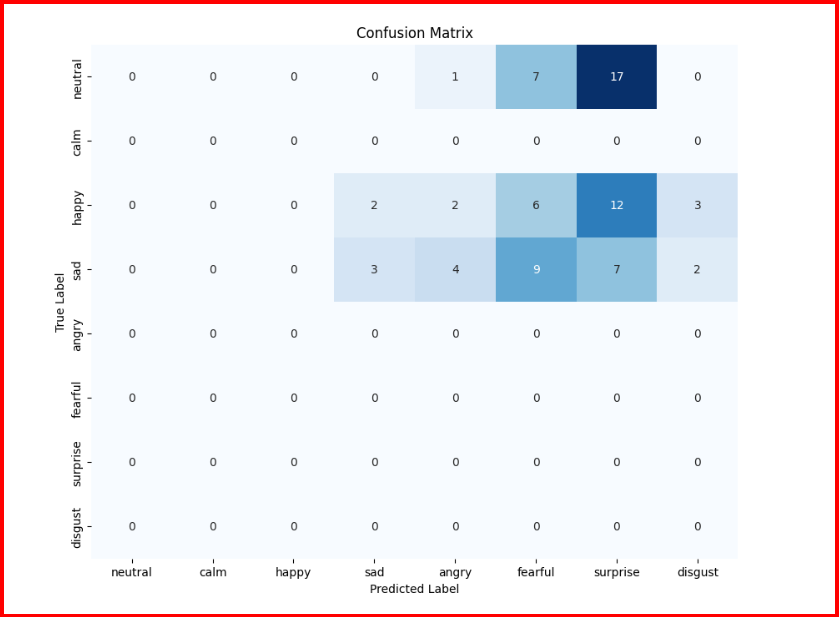 Confusion Matrix
neutral 0 0 0 0 1 7 17 0
calm 0 0 0 0 0 0 0 0
happy 0 0 0 2 2 6 12 3
sad 0 0 0 3 4 9 7 2
True Label
angry 0 0 0 0 0 0 0 0
fearful 0 0 0 0 0 0 0 0
surprise 0 0 0 0 0 0 0 0
disgust 0 0 0 0 0 0 0 0
neutral calm happy sad angry fearful surprise disgust
Predicted Label